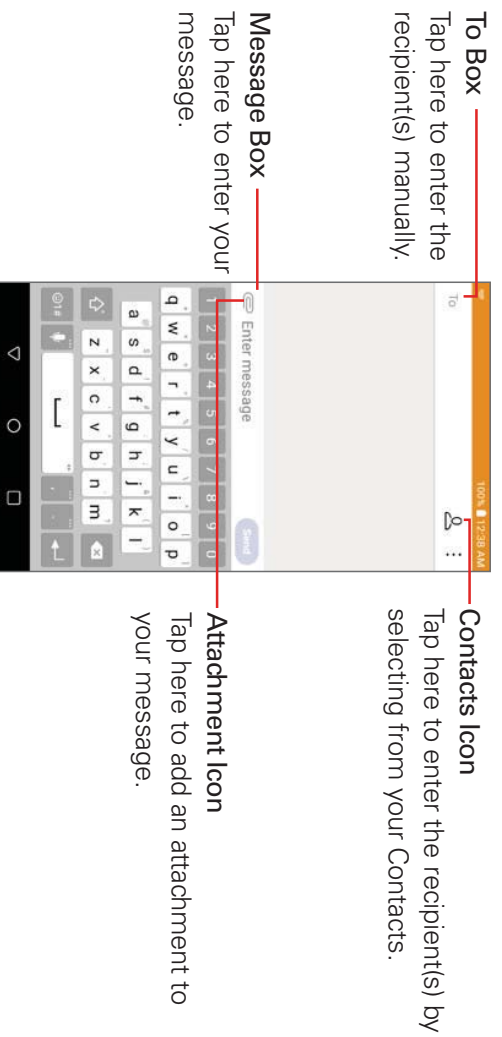 To Box
Tap here to enter the
recipient(s) manually.
Message Box
Tap here to enter your
message.
100% 12:38 AM
To
Enter message
Send
1 2 3 4 5 6 7 8 9 0
q w e r t y u i o p
a s d f g h j k l
z x c v b n m
1#
Contacts Icon
Tap here to enter the recipient(s) by
selecting from your Contacts.
Attachment Icon
Tap here to add an attachment to
your message.